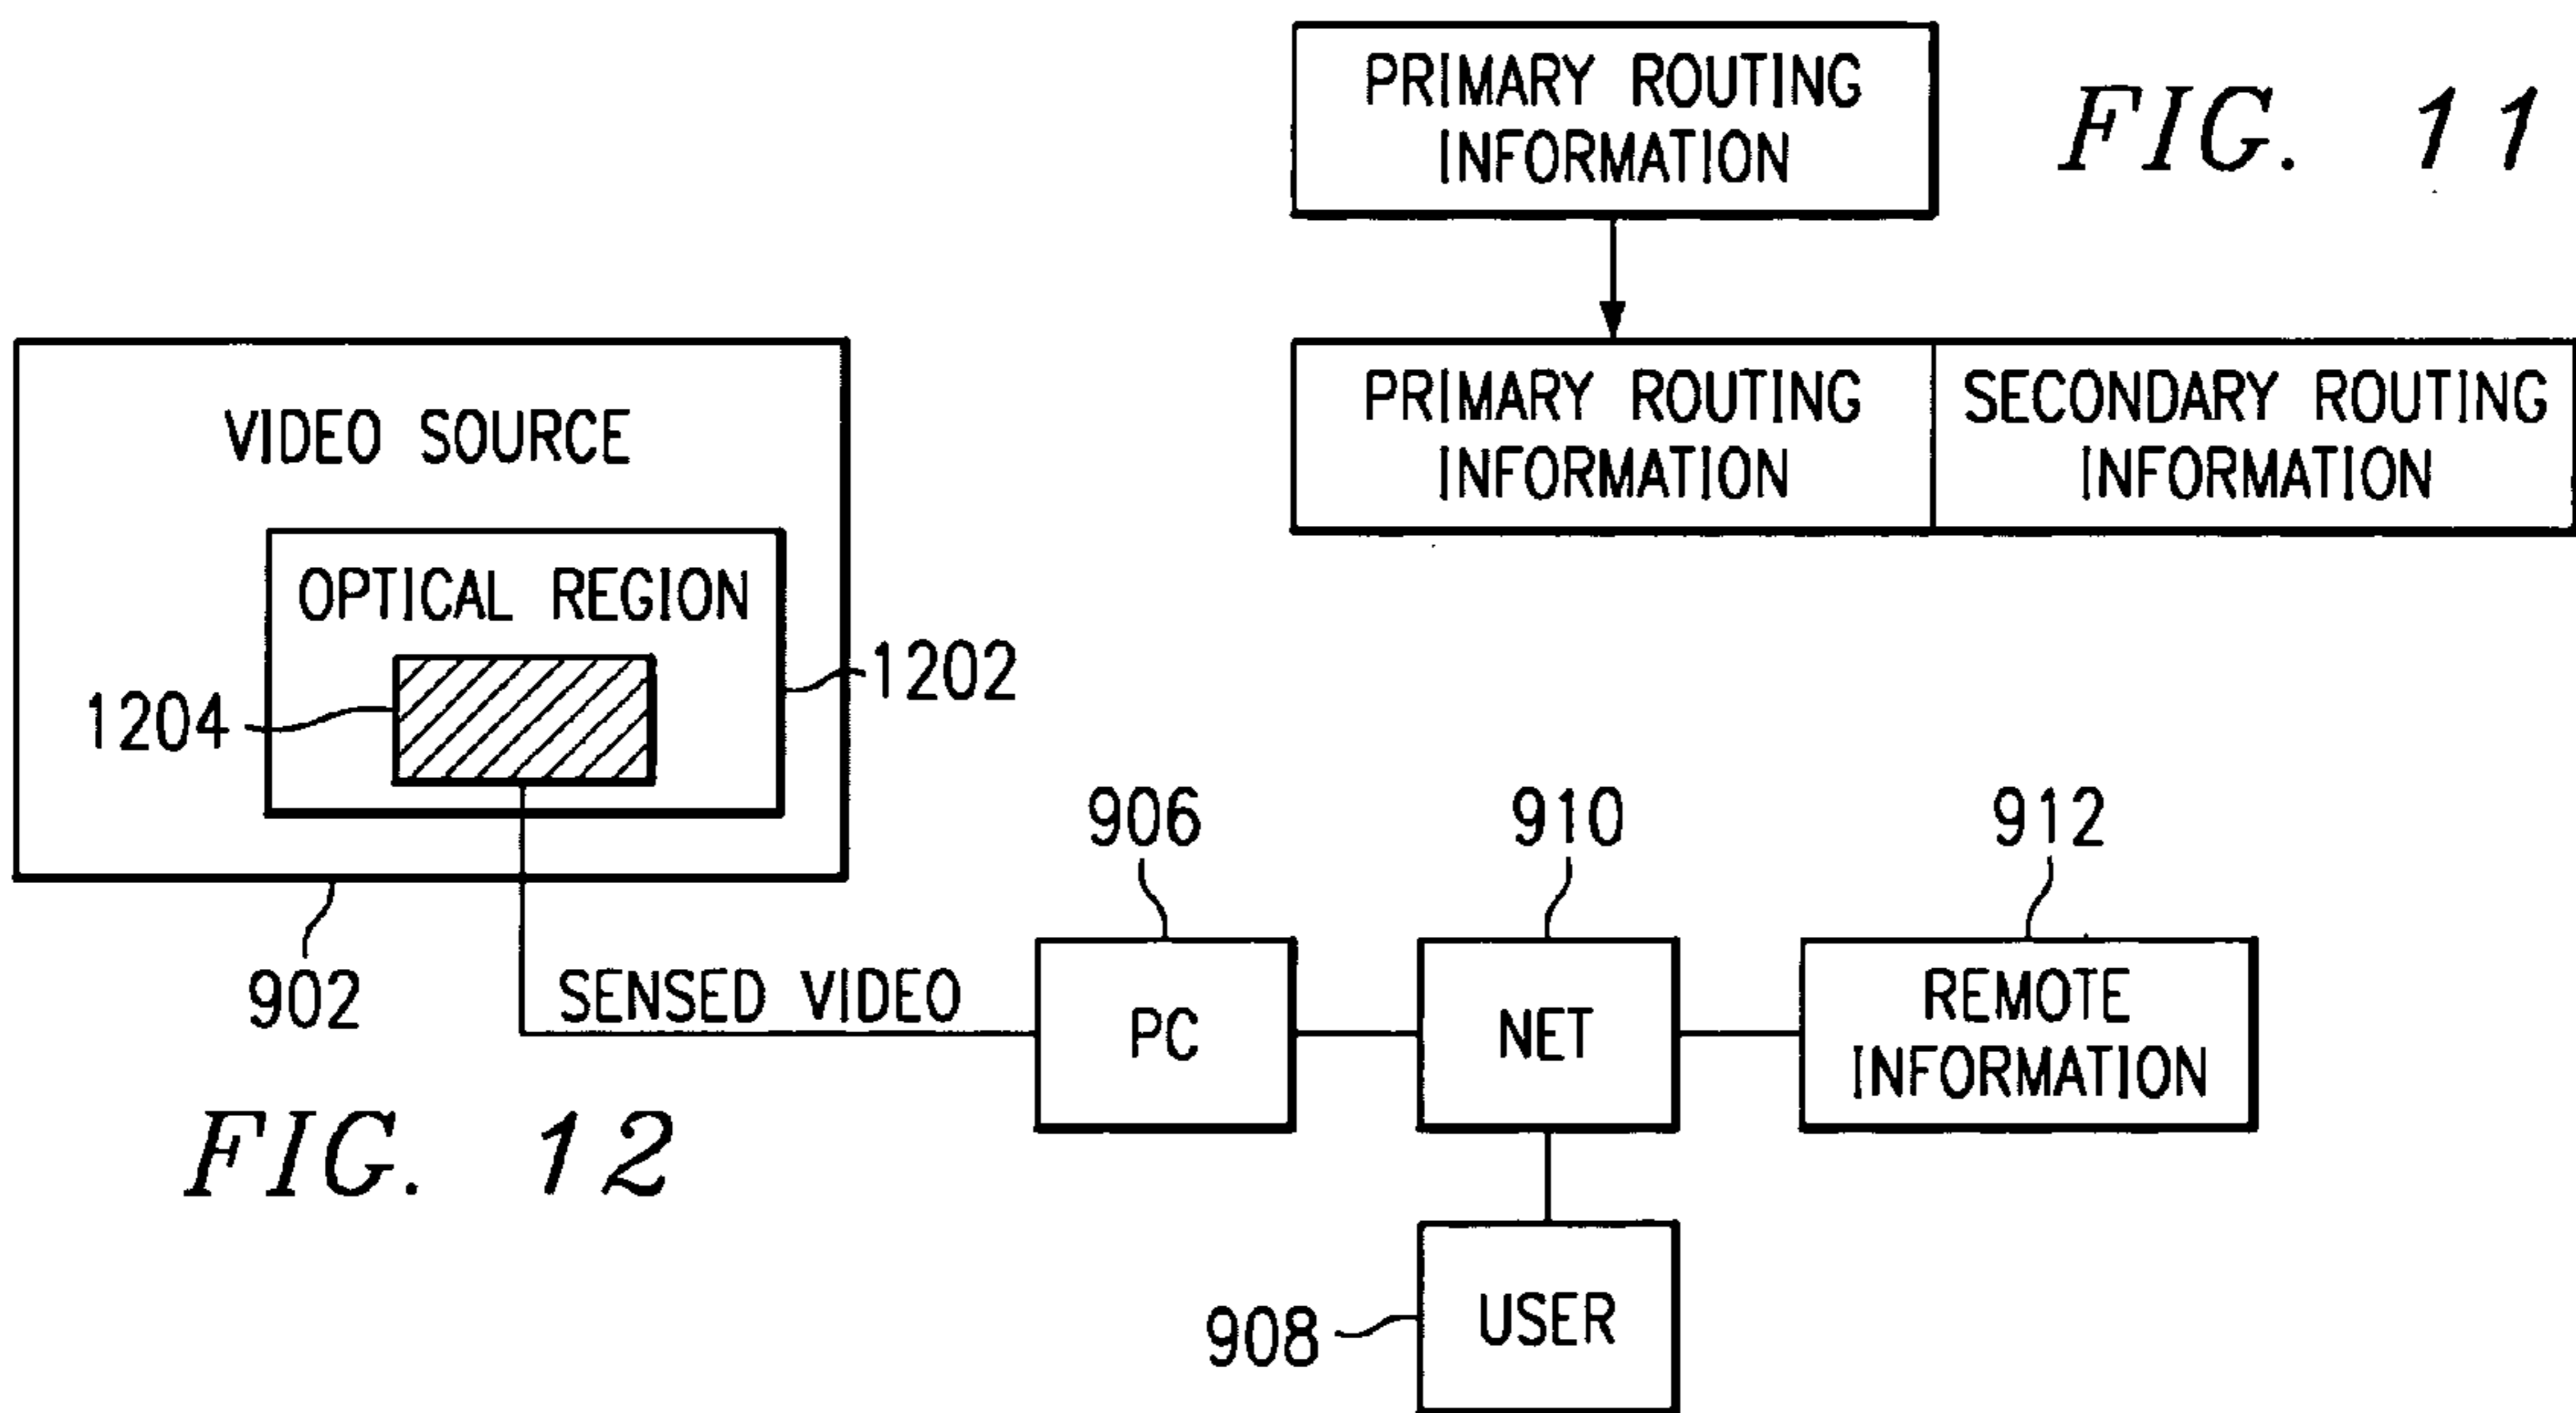 PRIMARY ROUTING
INFORMATION
FIG. 11
PRIMARY ROUTING
INFORMATION
SECONDARY ROUTING
INFORMATION
VIDEO SOURCE
OPTICAL REGION
1202
1204
902
SENSED VIDEO
906
PC
910
NET
912
REMOTE
INFORMATION
908
USER
FIG. 12